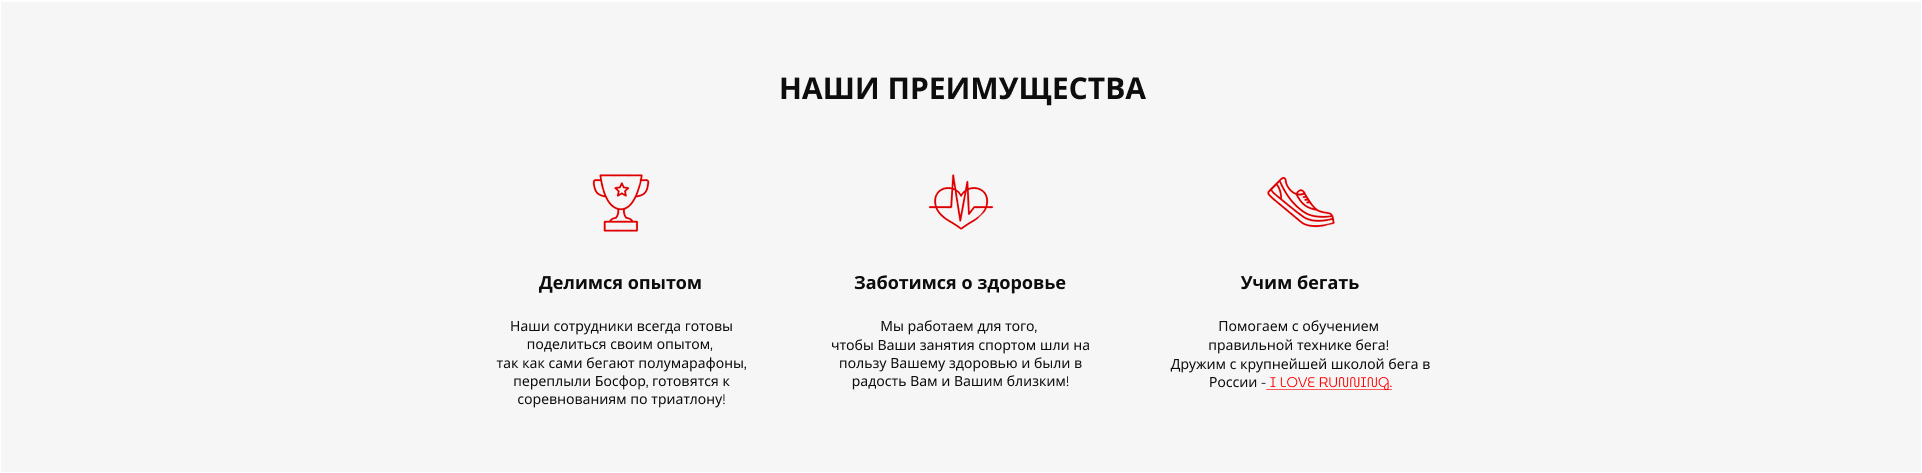 НАШИ ПРЕИМУЩЕСТВА
Делимся опытом
Наши сотрудники всегда готовы
поделиться своим опытом,
так как сами бегают полумарафоны,
переплыли Босфор, готовятся к
соревнованиям по триатлону!
Заботимся о здоровье
Мы работаем для того,
чтобы Ваши занятия спортом шли на
пользу Вашему здоровью и были в
радость Вам и Вашим близким!
Учим бегать
Помогаем с обучением
правильной технике бега!
Дружим с крупнейшей школой бега в
России - I LOVE RUNNING.